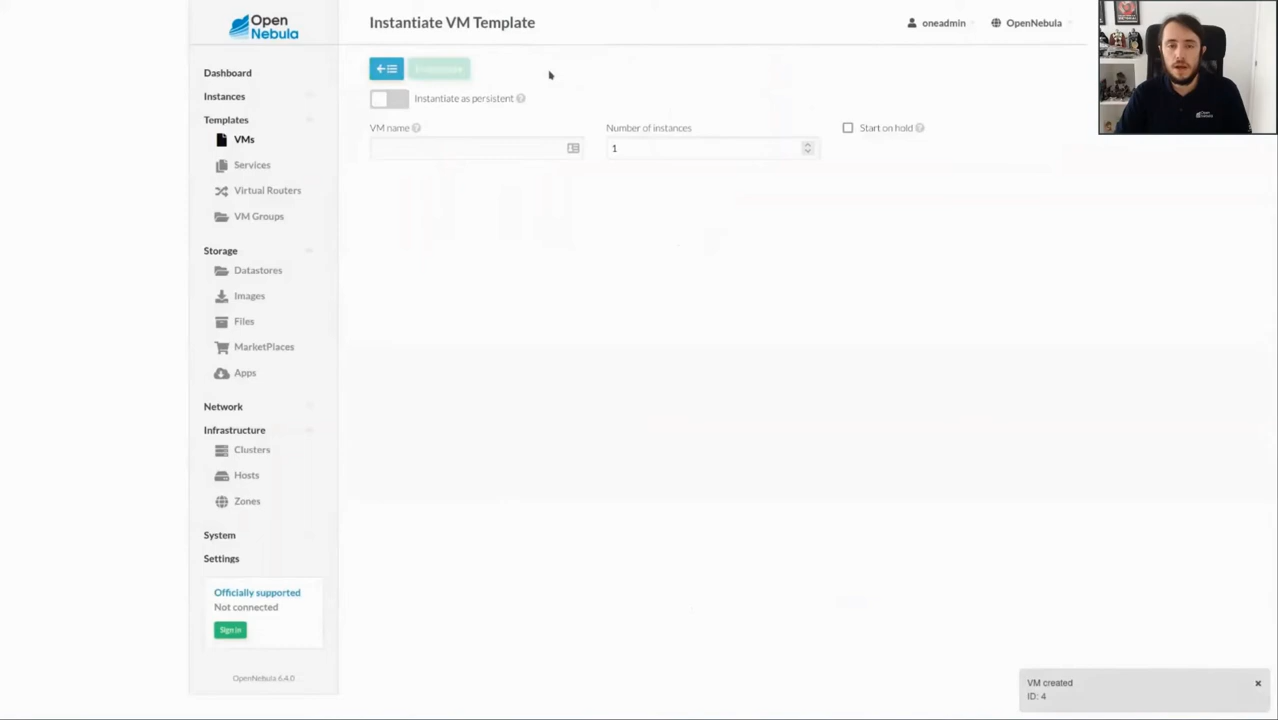 Open
Nebula
Instantiate VM Template
oneadmin
OpenNebula
Dashboard
Instances
Templates
VMs
Services
Virtual Routers
VM Groups
Storage
Datastores
Images
Files
MarketPlaces
Apps
Network
Infrastructure
Clusters
Hosts
Zones
System
Settings
Officially supported
Not connected
Sign in
OpenNebula 6.4.0
Instantiate as persistent
VM name
Number of instances
Start on hold
1
VM created
ID: 4